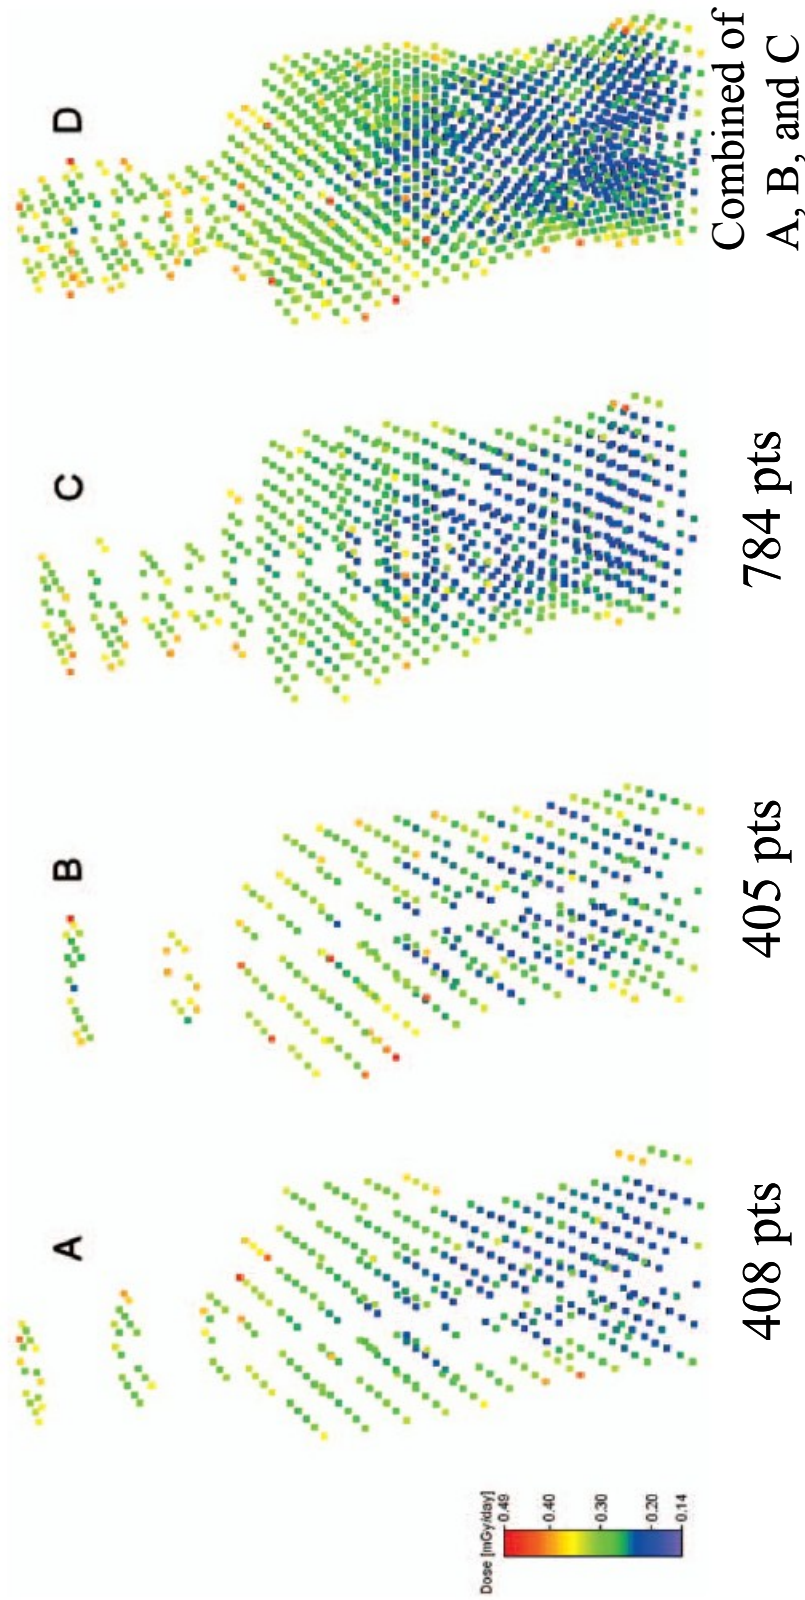 A
B
C
D
Dose [mGy/day]
0.49
0.40
0.30
0.20
0.14
408 pts
405 pts
784 pts
Combined of
A, B, and C